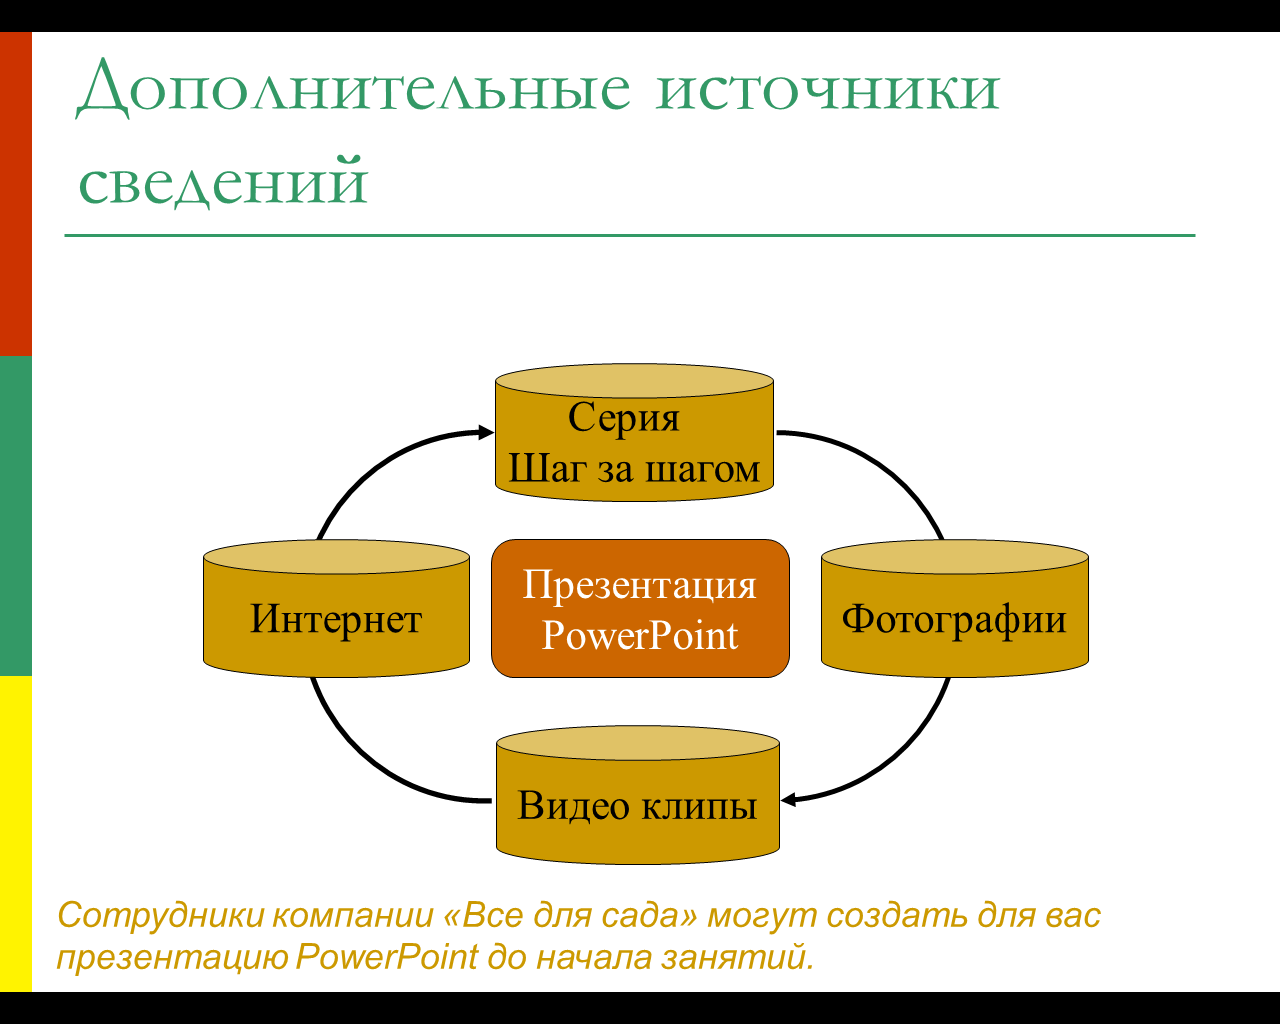 Дополнительные источники
сведений
Серия
Шаг за шагом
Интернет
Презентация
PowerPoint
Фотографии
Видео клипы
Сотрудники компании «Все для сада» могут создать для вас
презентацию PowerPoint до начала занятий.